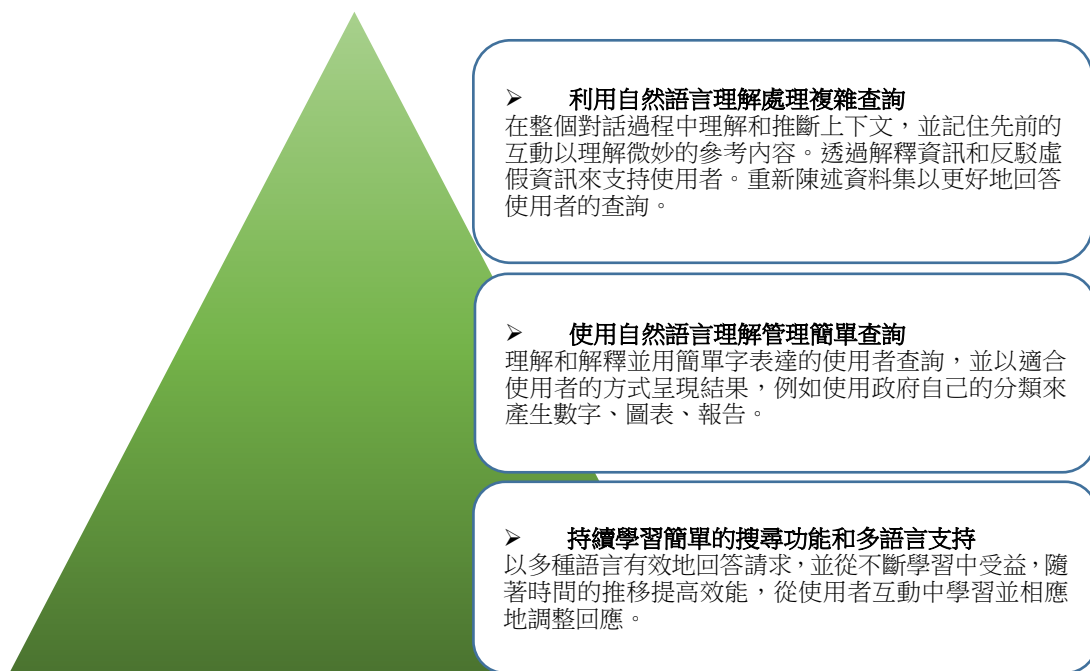 ➢ 利用自然語言理解處理複雜查詢
在整個對話過程中理解和推斷上下文，並記住先前的
互動以理解微妙的參考內容。透過解釋資訊和反駁虛
假資訊來支持使用者。重新陳述資料集以更好地回答
使用者的查詢。
➢ 使用自然語言理解管理簡單查詢
理解和解釋並用簡單字表達的使用者查詢，並以適合
使用者的方式呈現結果，例如使用政府自己的分類來
產生數字、圖表、報告。
➢ 持續學習簡單的搜尋功能和多語言支持
以多種語言有效地回答請求，並從不斷學習中受益，隨
著時間的推移提高效能，從使用者互動中學習並相應
地調整回應。